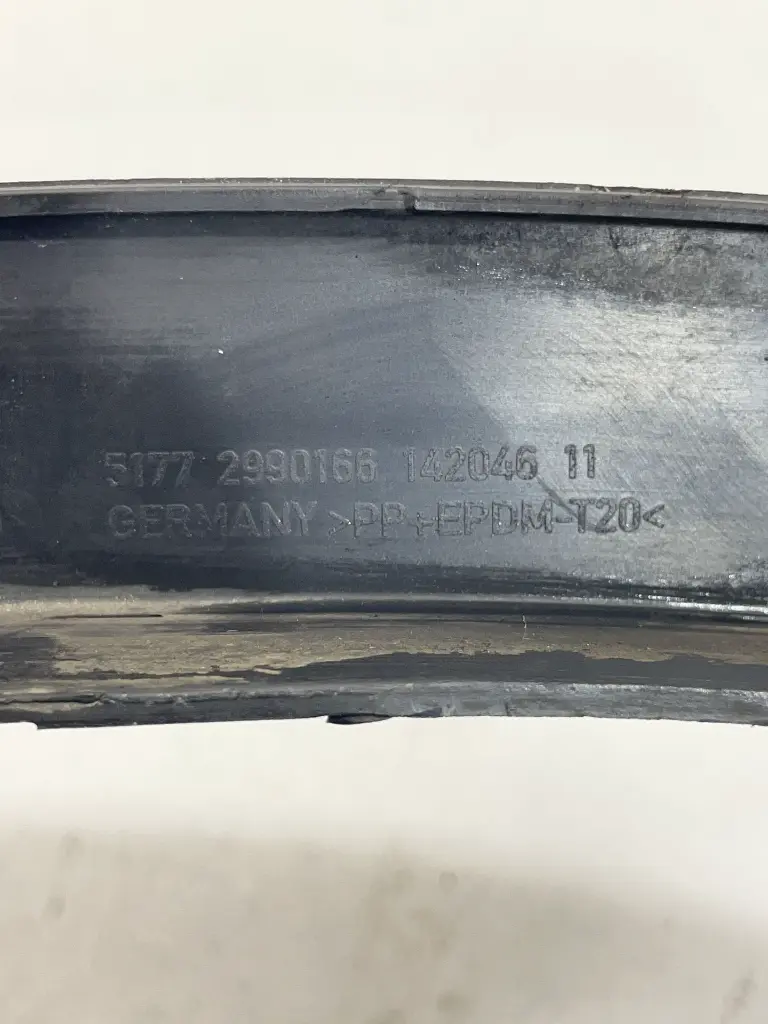 5177 2990166 142046 11
GERMANY >PP+EPDM-T20<